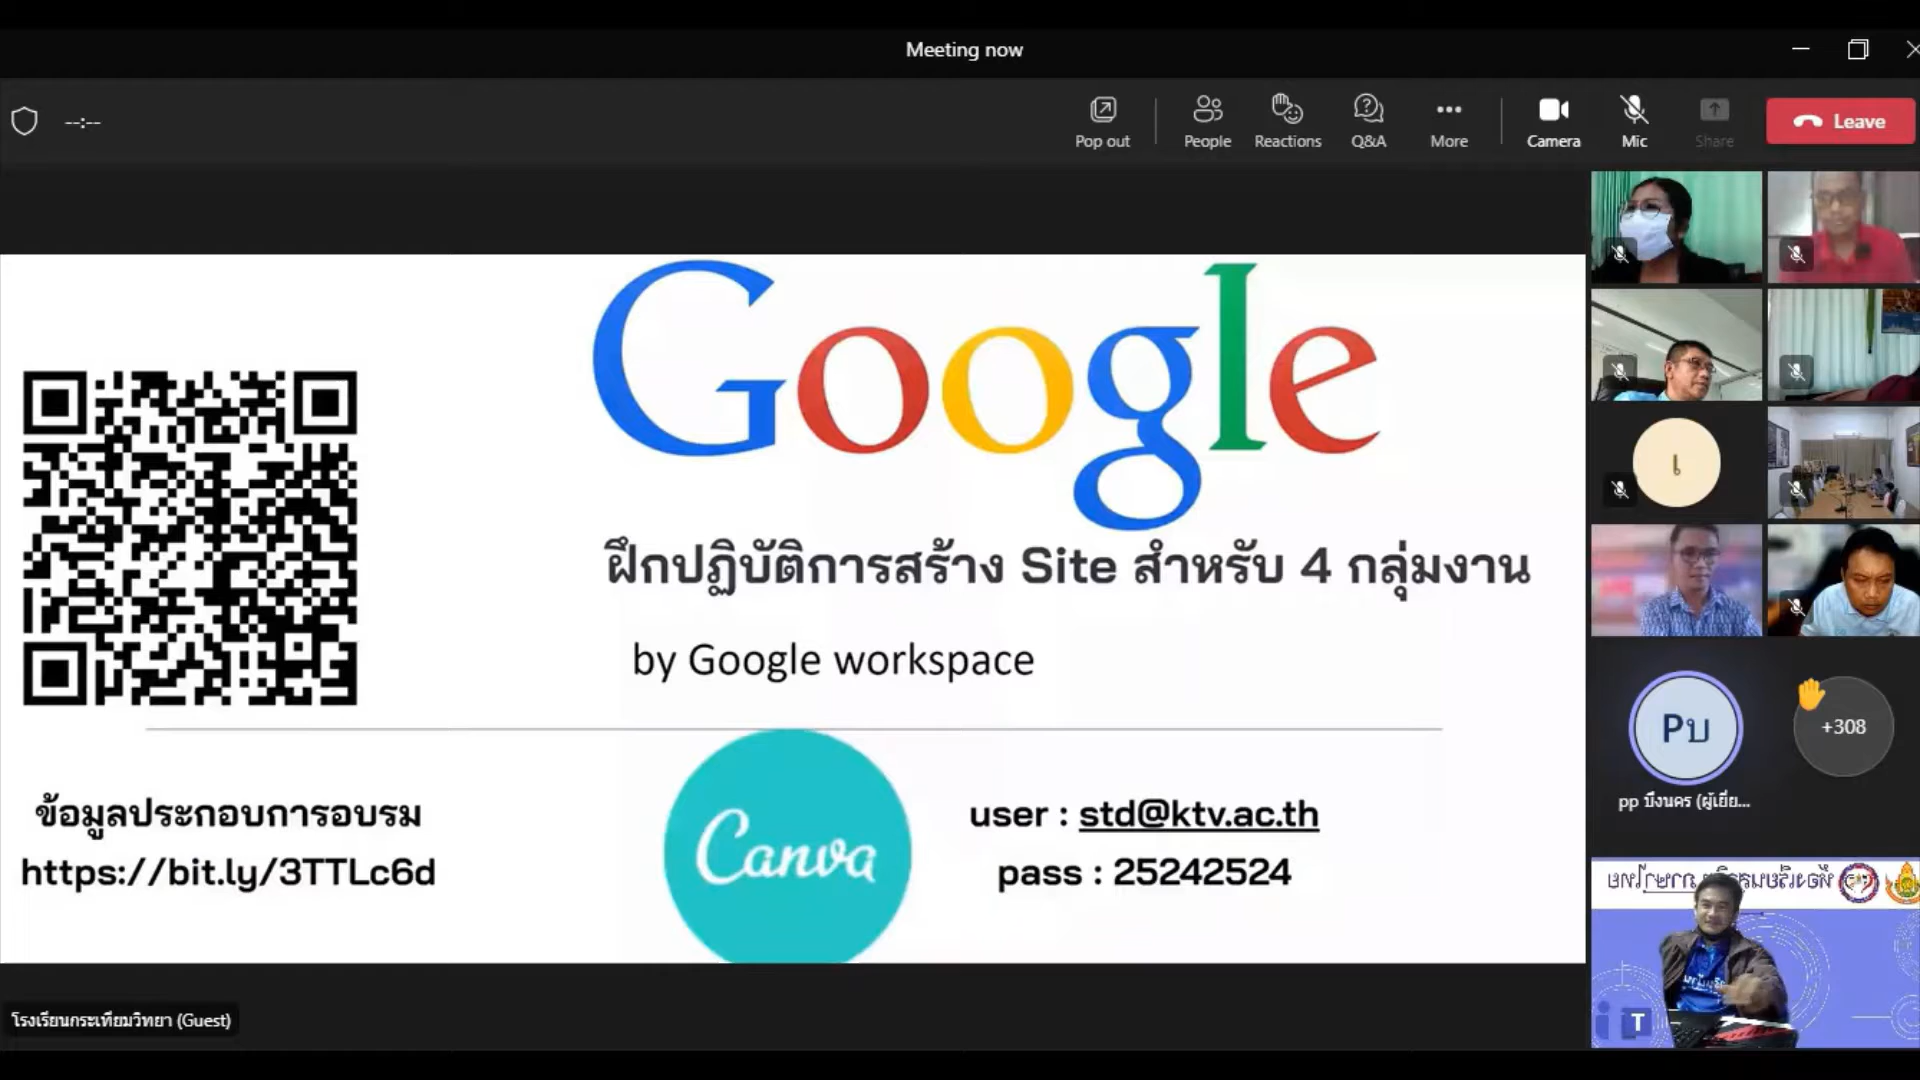 Meeting now
--:--
Pop out
People
Reactions
Q&A
More
Camera
Mic
Share
Leave
Google
ฝึกปฏิบัติการสร้าง Site สำหรับ 4 กลุ่มงาน
by Google workspace
ข้อมูลประกอบการอบรม
https://bit.ly/3TTLc6d
Canva
user : std@ktv.ac.th
pass : 25242524
เ
Pบ
+308
pp บึงนคร (ผู้เยี่ย...
T
โรงเรียนกระเทียมวิทยา (Guest)